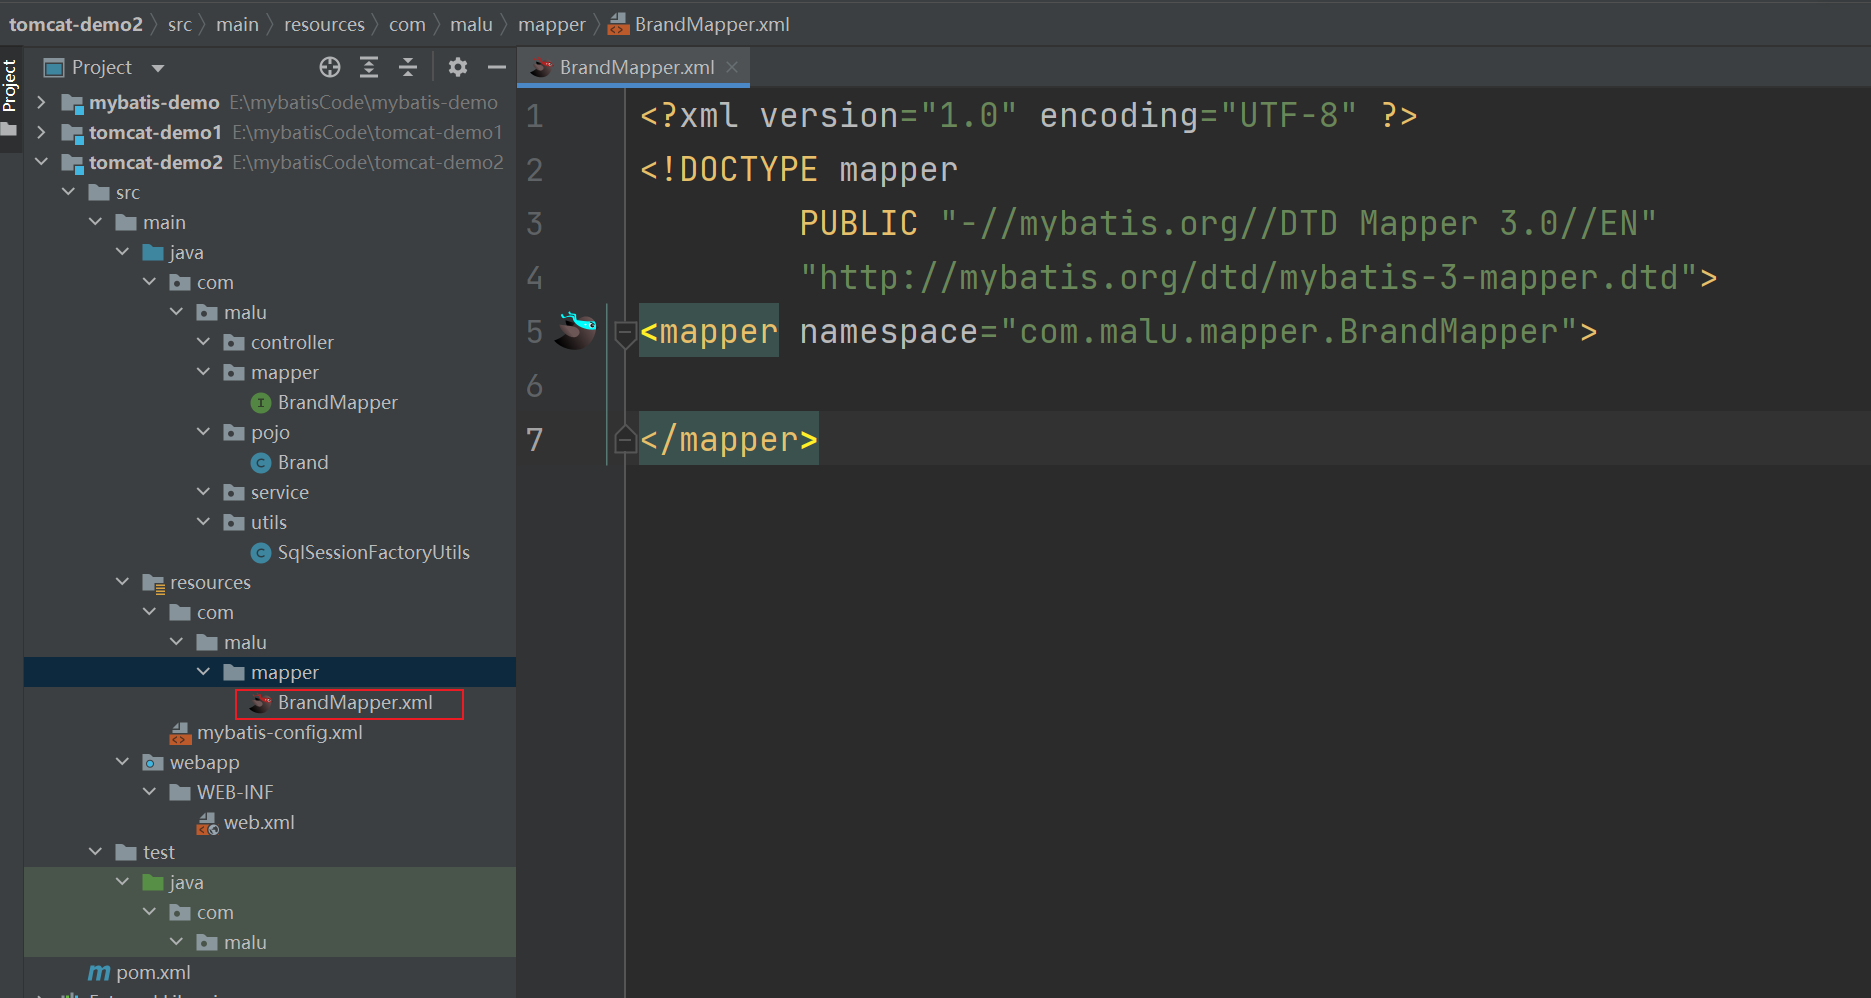 tomcat-demo2 src main resources com malu mapper BrandMapper.xml
Project
Project
BrandMapper.xml
mybatis-demo E:\mybatisCode\mybatis-demo
tomcat-demo1 E:\mybatisCode\tomcat-demo1
tomcat-demo2 E:\mybatisCode\tomcat-demo2
src
main
java
com
malu
controller
mapper
BrandMapper
pojo
Brand
service
utils
SqlSessionFactoryUtils
resources
com
malu
mapper
BrandMapper.xml
mybatis-config.xml
webapp
WEB-INF
web.xml
test
java
com
malu
pom.xml
1 <?xml version="1.0" encoding="UTF-8" ?>
2 <!DOCTYPE mapper
3 PUBLIC "-//mybatis.org//DTD Mapper 3.0//EN"
4 "http://mybatis.org/dtd/mybatis-3-mapper.dtd">
5 <mapper namespace="com.malu.mapper.BrandMapper">
6
7 </mapper>